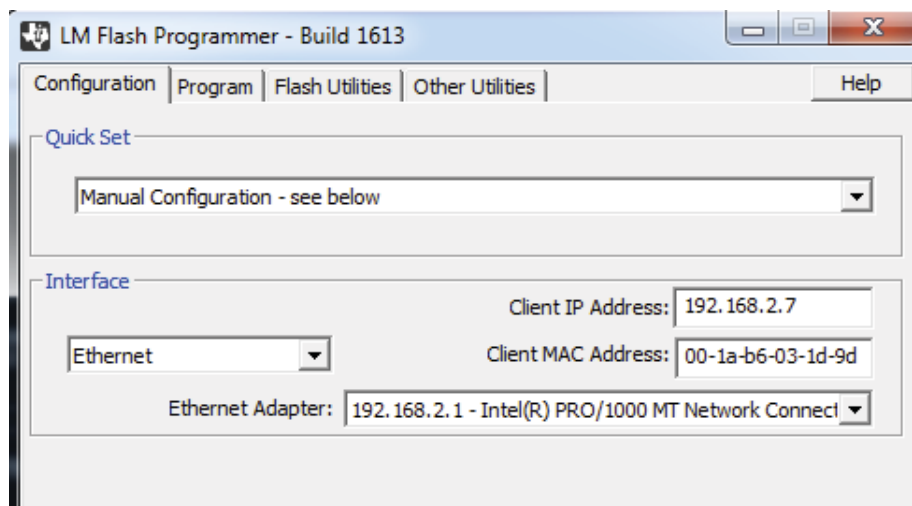 LM Flash Programmer - Build 1613
Configuration Program Flash Utilities Other Utilities Help
Quick Set
Manual Configuration - see below
Interface
Client IP Address: 192.168.2.7
Ethernet Client MAC Address: 00-1a-b6-03-1d-9d
Ethernet Adapter: 192.168.2.1 - Intel(R) PRO/1000 MT Network Connect